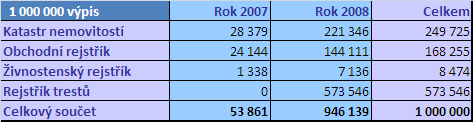 1 000 000 výpis Rok 2007 Rok 2008 Celkem
Katastr nemovitostí 28 379 221 346 249 725
Obchodní rejstřík 24 144 144 111 168 255
Živnostenský rejstřík 1 338 7 136 8 474
Rejstřík trestů 0 573 546 573 546
Celkový součet 53 861 946 139 1 000 000